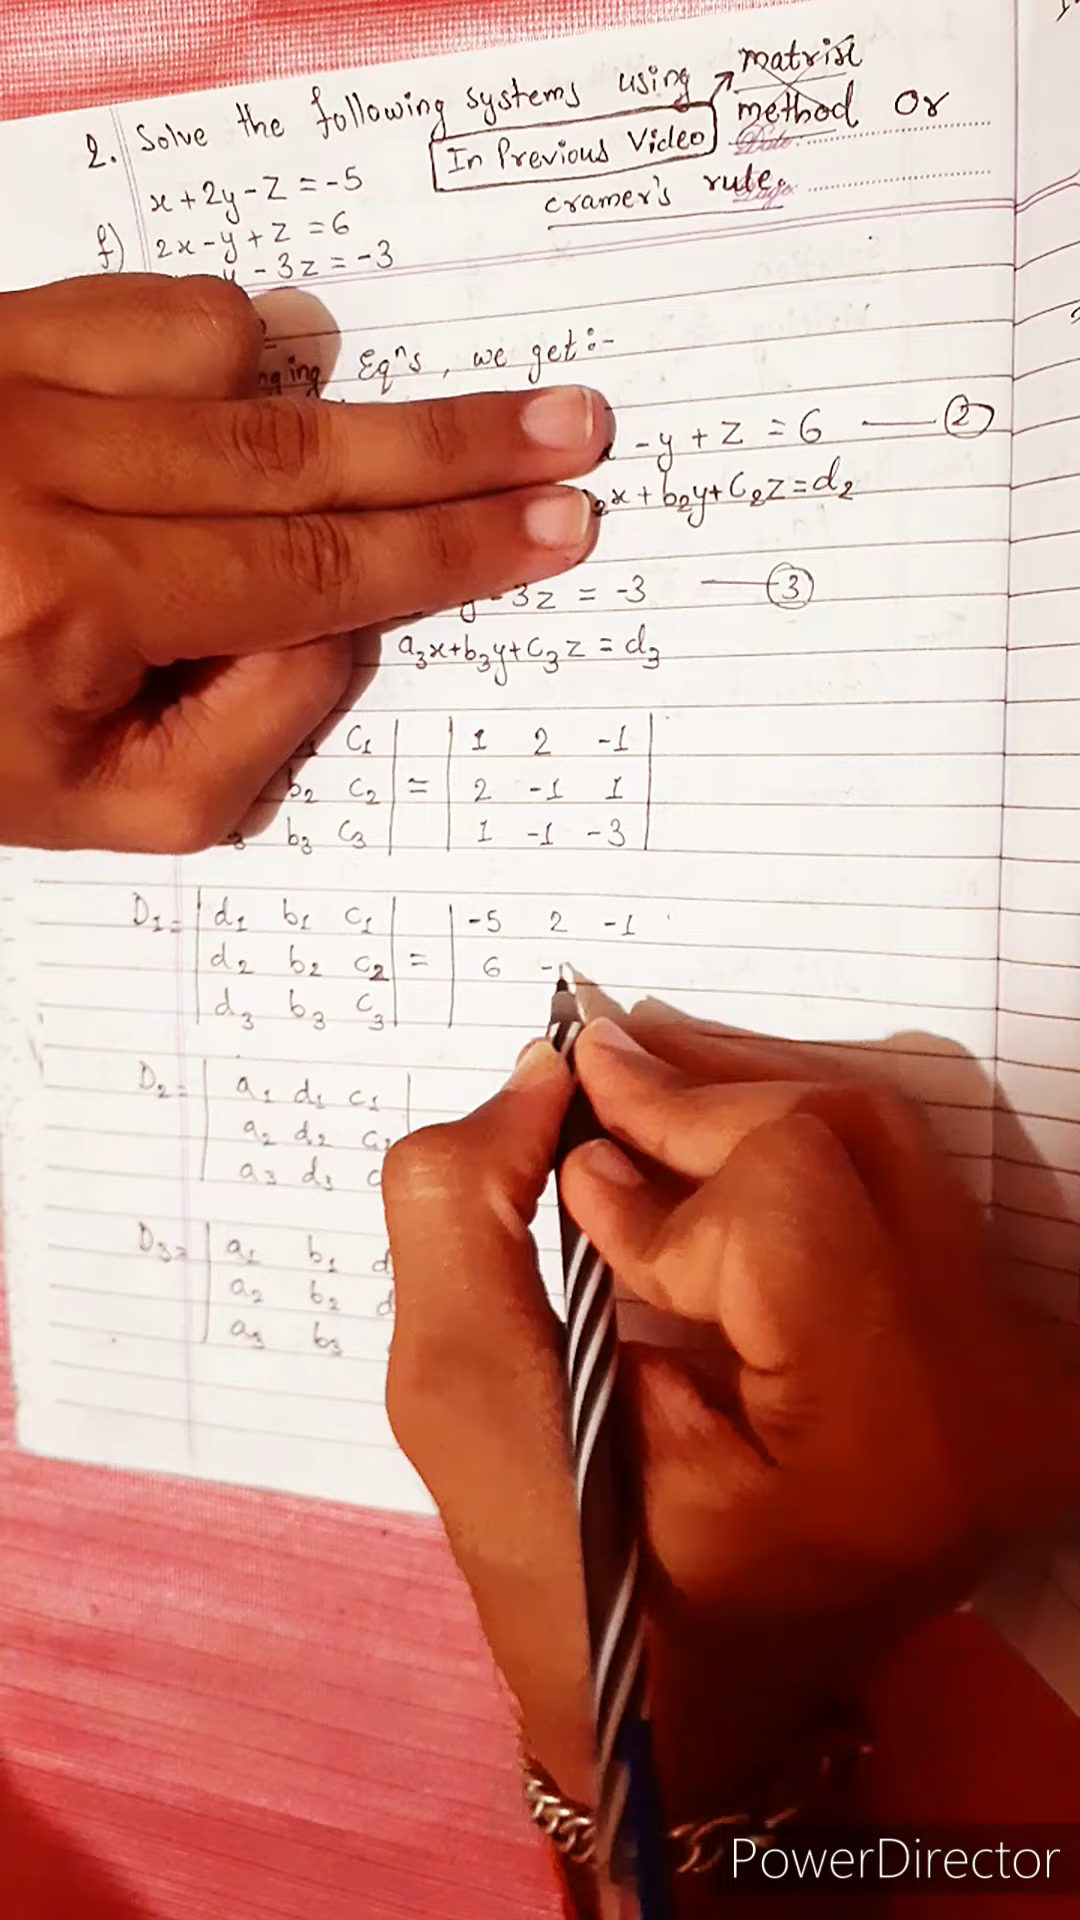 2. Solve the following systems using matrix
In Previous Video method or
cramer's rule.
f) x+2y-z=-5
2x-y+z=6
y-3z=-3
Eqⁿs, we get:-
-y+z=6 — ②
₂x+b₂y+c₂z=d₂
y-3z=-3 — ③
a₃x+b₃y+c₃z=d₃
c₁ | = | 1 2 -1 |
b₂ c₂ | = | 2 -1 1 |
b₃ c₃ | = | 1 -1 -3 |
D₁= | d₁ b₁ c₁ | = | -5 2 -1
| d₂ b₂ c₂ | = | 6 -
| d₃ b₃ c₃ |
D₂= | a₁ d₁ c₁ |
| a₂ d₂ c₂
| a₃ d₃ c
D₃= | a₁ b₁ d
| a₂ b₂ d
| a₃ b₃
PowerDirector